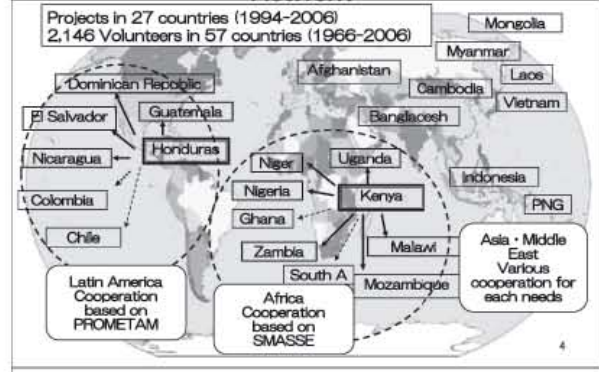 Projects in 27 countries (1994-2006)
2,146 Volunteers in 57 countries (1966-2006)
Mongolia
Myanmar
Laos
Vietnam
Cambodia
Afghanistan
Bangladesh
Indonesia
PNG
Dominican Republic
El Salvador
Guatemala
Honduras
Nicaragua
Colombia
Chile
Niger
Uganda
Nigeria
Kenya
Ghana
Zambia
Malawi
South A
Mozambique
Latin America
Cooperation
based on
PROMETAM
Africa
Cooperation
based on
SMASSE
Asia・Middle
East
Various
cooperation for
each needs
4